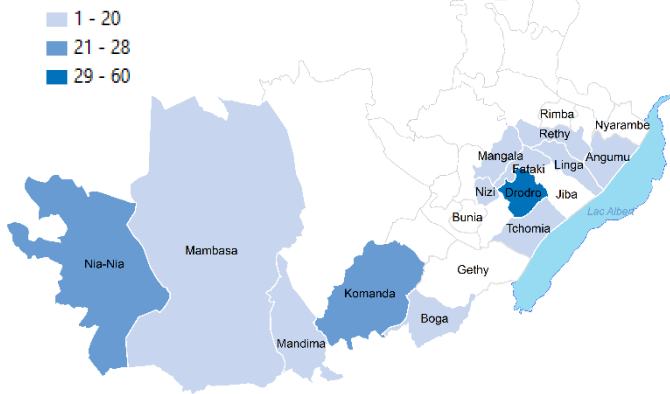 1 - 20
21 - 28
29 - 60
Rimba
Nyarambe
Rethy
Mangala
Fataki
Linga
Angumu
Nizi
Drodro
Jiba
Lac Albert
Bunia
Tchomia
Mambasa
Nia-Nia
Gethy
Komanda
Boga
Mandima